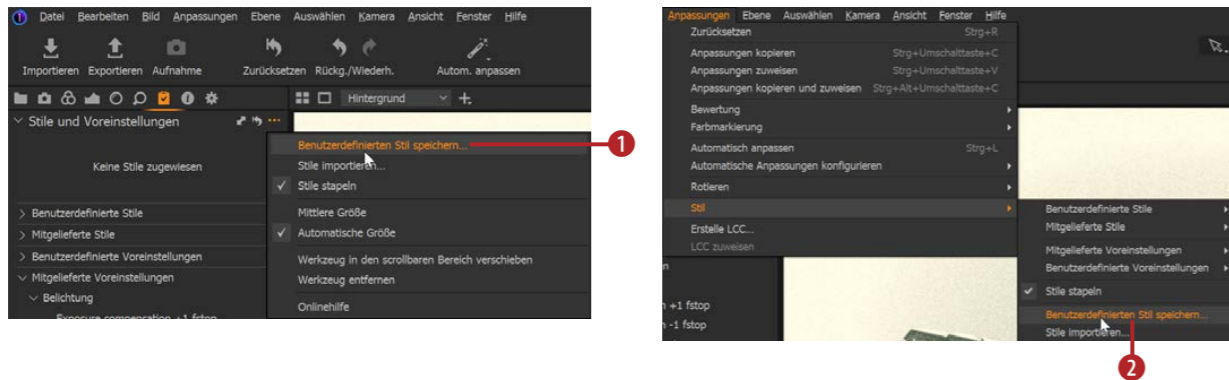 Datei Bearbeiten Bild Anpassungen Ebene Auswählen Kamera Ansicht Fenster Hilfe
Importieren Exportieren Aufnahme Zurücksetzen Rückg./Wiederh. Autom. anpassen
Hintergrund
Stile und Voreinstellungen
Keine Stile zugewiesen
Benutzerdefinierte Stile
Mitgelieferte Stile
Benutzerdefinierte Voreinstellungen
Mitgelieferte Voreinstellungen
Belichtung
Exposure compensation +1 fstop
Benutzerdefinierten Stil speichern...
Stile importieren...
Stile stapeln
Mittlere Größe
Automatische Größe
Werkzeug in den scrollbaren Bereich verschieben
Werkzeug entfernen
Onlinehilfe
1
Anpassungen Ebene Auswählen Kamera Ansicht Fenster Hilfe
Zurücksetzen Strg+R
Anpassungen kopieren Strg+Umschalttaste+C
Anpassungen zuweisen Strg+Umschalttaste+V
Anpassungen kopieren und zuweisen Strg+Alt+Umschalttaste+C
Bewertung
Farbmarkierung
Automatisch anpassen Strg+L
Automatische Anpassungen konfigurieren
Rotieren
Stil
Erstelle LCC...
LCC zuweisen
n
n +1 fstop
n -1 fstop
Benutzerdefinierte Stile
Mitgelieferte Stile
Mitgelieferte Voreinstellungen
Benutzerdefinierte Voreinstellungen
Stile stapeln
Benutzerdefinierten Stil speichern...
Stile importieren...
2